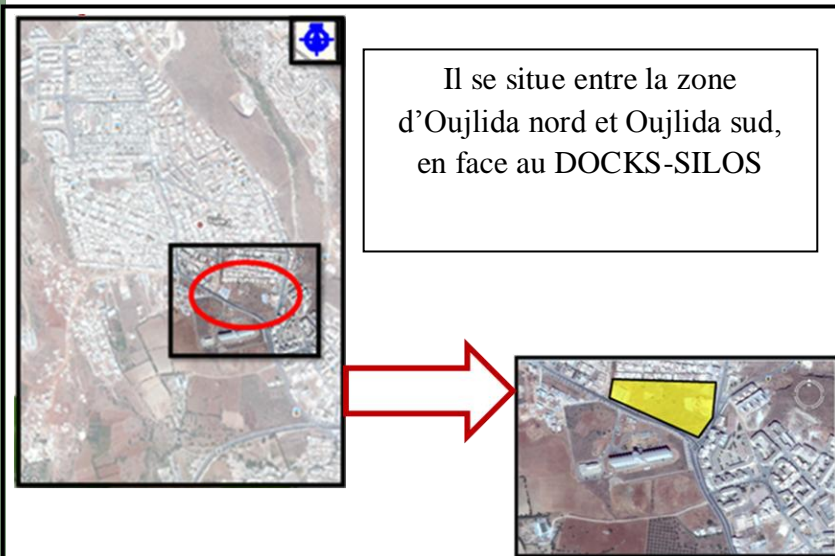 Il se situe entre la zone
d’Oujlida nord et Oujlida sud,
en face au DOCKS-SILOS